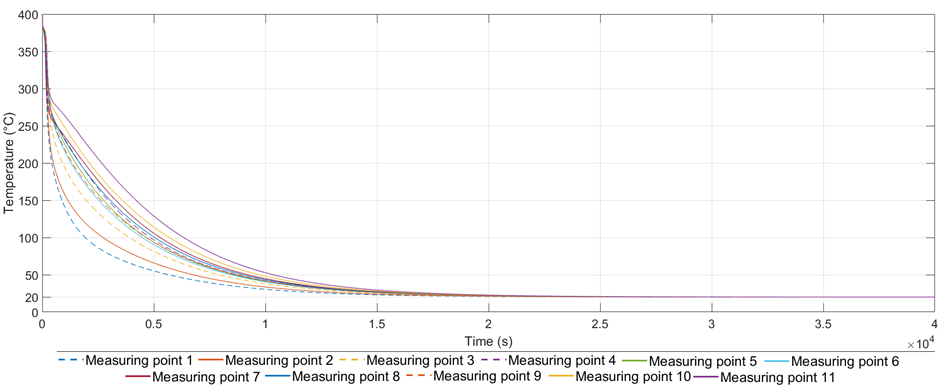 400
350
300
250
200
150
100
50
20
0
Temperature (°C)
0 0.5 1 1.5 2 2.5 3 3.5 4
Time (s)
×10⁴
Measuring point 1 Measuring point 2 Measuring point 3 Measuring point 4 Measuring point 5 Measuring point 6
Measuring point 7 Measuring point 8 Measuring point 9 Measuring point 10 Measuring point 11